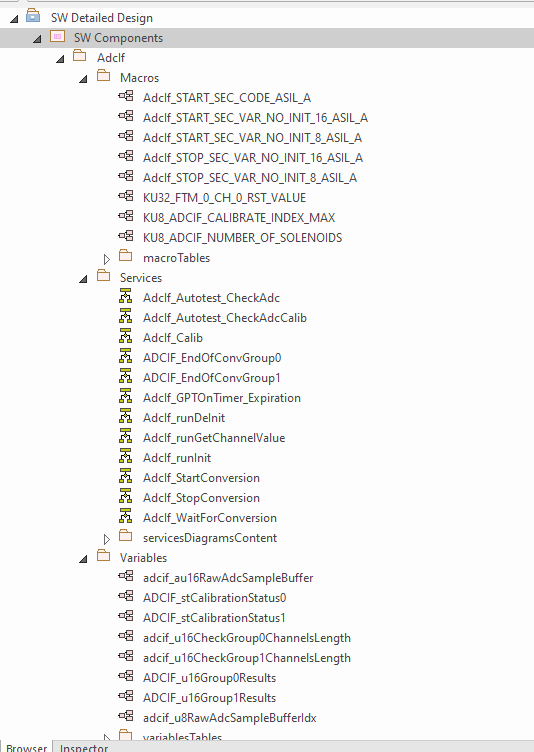 SW Detailed Design
SW Components
AdcIf
Macros
AdcIf_START_SEC_CODE_ASIL_A
AdcIf_START_SEC_VAR_NO_INIT_16_ASIL_A
AdcIf_START_SEC_VAR_NO_INIT_8_ASIL_A
AdcIf_STOP_SEC_VAR_NO_INIT_16_ASIL_A
AdcIf_STOP_SEC_VAR_NO_INIT_8_ASIL_A
KU32_FTM_0_CH_0_RST_VALUE
KU8_ADCIF_CALIBRATE_INDEX_MAX
KU8_ADCIF_NUMBER_OF_SOLENOIDS
macroTables
Services
AdcIf_Autotest_CheckAdc
AdcIf_Autotest_CheckAdcCalib
AdcIf_Calib
ADCIF_EndOfConvGroup0
ADCIF_EndOfConvGroup1
AdcIf_GPTOnTimer_Expiration
AdcIf_runDeInit
AdcIf_runGetChannelValue
AdcIf_runInit
AdcIf_StartConversion
AdcIf_StopConversion
AdcIf_WaitForConversion
servicesDiagramsContent
Variables
adcif_au16RawAdcSampleBuffer
ADCIF_stCalibrationStatus0
ADCIF_stCalibrationStatus1
adcif_u16CheckGroup0ChannelsLength
adcif_u16CheckGroup1ChannelsLength
ADCIF_u16Group0Results
ADCIF_u16Group1Results
adcif_u8RawAdcSampleBufferIdx
variablesTables
Browser Inspector